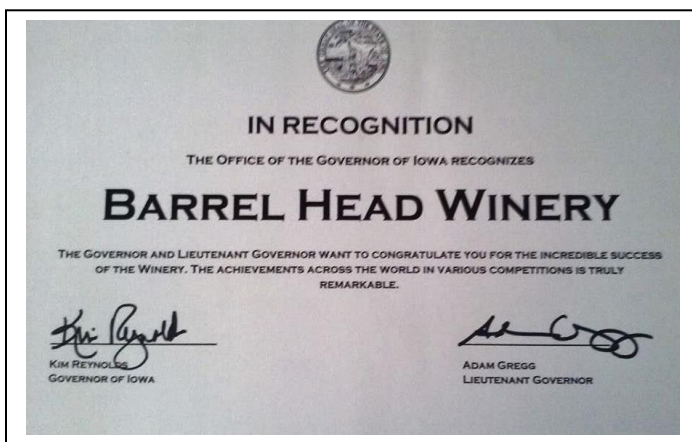 IN RECOGNITION
THE OFFICE OF THE GOVERNOR OF IOWA RECOGNIZES
BARREL HEAD WINERY
THE GOVERNOR AND LIEUTENANT GOVERNOR WANT TO CONGRATULATE YOU FOR THE INCREDIBLE SUCCESS
OF THE WINERY. THE ACHIEVEMENTS ACROSS THE WORLD IN VARIOUS COMPETITIONS IS TRULY
REMARKABLE.
Kim Reynolds
KIM REYNOLDS
GOVERNOR OF IOWA
ADAM GREGG
LIEUTENANT GOVERNOR